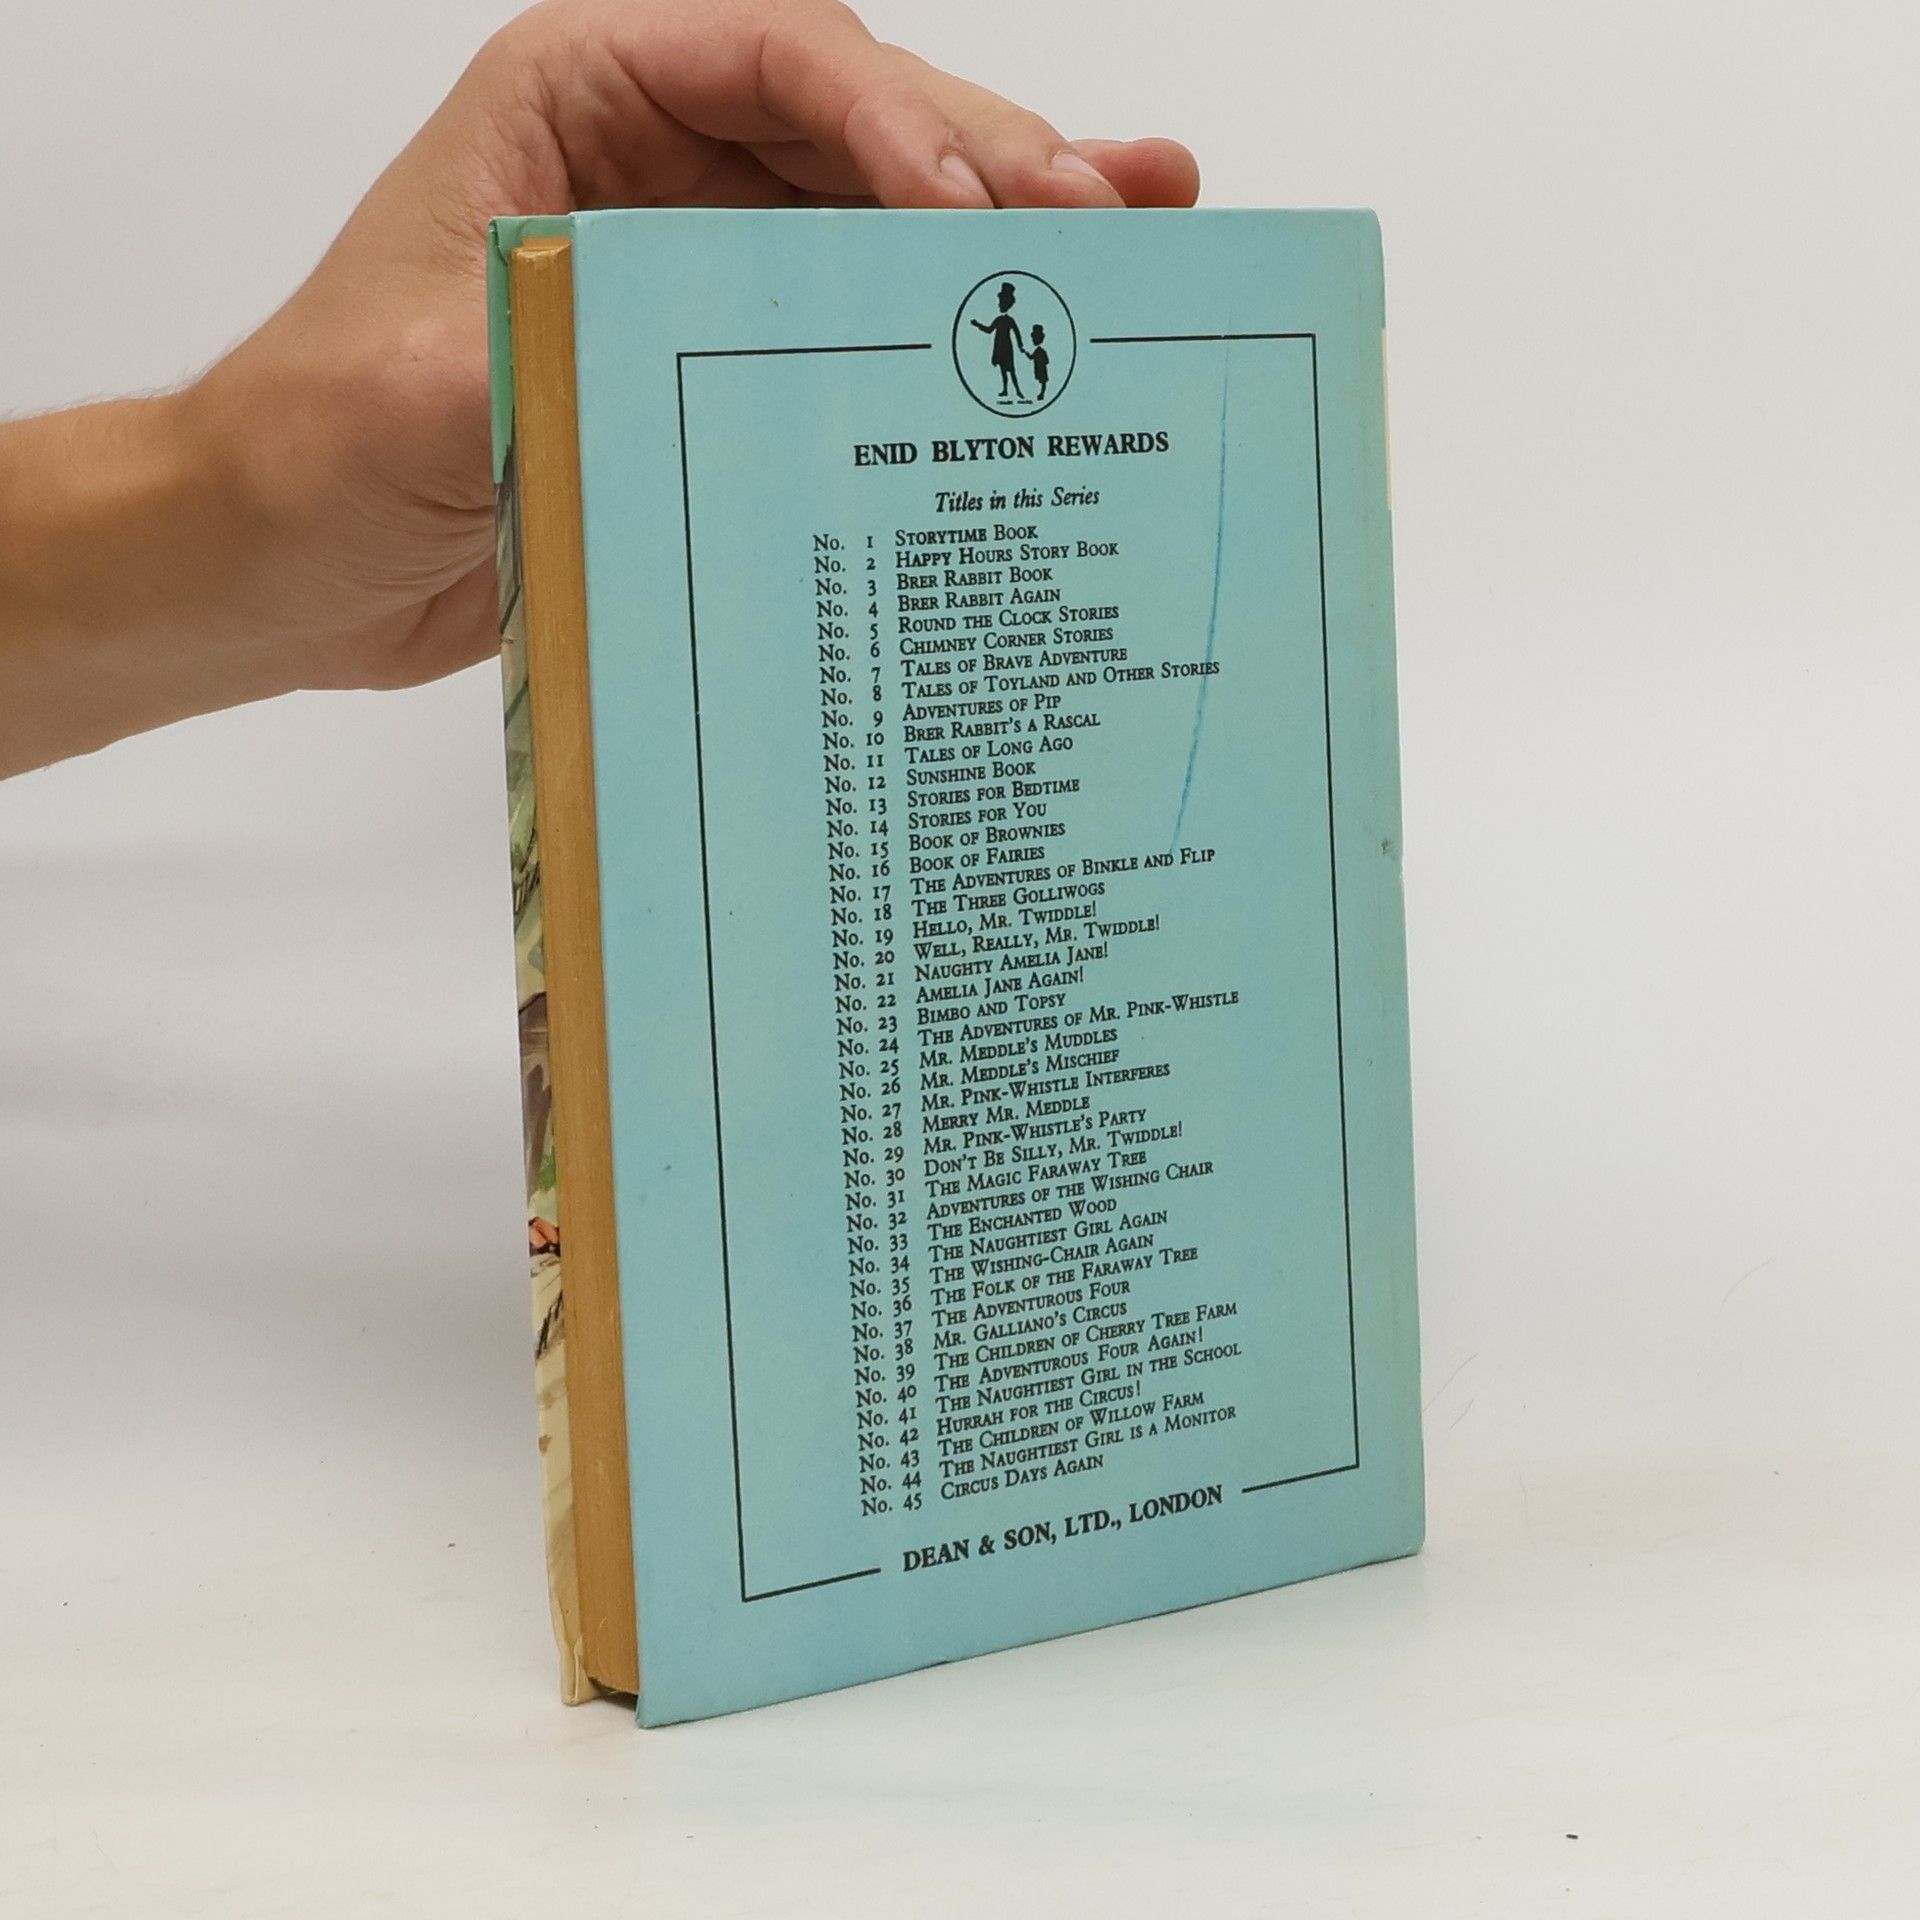 ENID BLYTON REWARDS
Titles in this Series
No. 1 STORYTIME BOOK
No. 2 HAPPY HOURS STORY BOOK
No. 3 BRER RABBIT BOOK
No. 4 BRER RABBIT AGAIN
No. 5 ROUND THE CLOCK STORIES
No. 6 CHIMNEY CORNER STORIES
No. 7 TALES OF BRAVE ADVENTURE
No. 8 TALES OF TOYLAND AND OTHER STORIES
No. 9 ADVENTURES OF PIP
No. 10 BRER RABBIT'S A RASCAL
No. 11 TALES OF LONG AGO
No. 12 SUNSHINE BOOK
No. 13 STORIES FOR BEDTIME
No. 14 STORIES FOR YOU
No. 15 BOOK OF BROWNIES
No. 16 BOOK OF FAIRIES
No. 17 THE ADVENTURES OF BINKLE AND FLIP
No. 18 THE THREE GOLLIWOGS
No. 19 HELLO, MR. TWIDDLE!
No. 20 WELL, REALLY, MR. TWIDDLE!
No. 21 NAUGHTY AMELIA JANE!
No. 22 AMELIA JANE AGAIN!
No. 23 BIMBO AND TOPSY
No. 24 THE ADVENTURES OF MR. PINK-WHISTLE
No. 25 MR. MEDDLE'S MUDDLES
No. 26 MR. MEDDLE'S MISCHIEF
No. 27 MR. PINK-WHISTLE INTERFERES
No. 28 MERRY MR. MEDDLE
No. 29 MR. PINK-WHISTLE'S PARTY
No. 30 DON'T BE SILLY, MR. TWIDDLE!
No. 31 THE MAGIC FARAWAY TREE
No. 32 ADVENTURES OF THE WISHING CHAIR
No. 33 THE ENCHANTED WOOD
No. 34 THE NAUGHTIEST GIRL AGAIN
No. 35 THE WISHING-CHAIR AGAIN
No. 36 THE FOLK OF THE FARAWAY TREE
No. 37 THE ADVENTUROUS FOUR
No. 38 MR. GALLIANO'S CIRCUS
No. 39 THE CHILDREN OF CHERRY TREE FARM
No. 40 THE ADVENTUROUS FOUR AGAIN!
No. 41 THE NAUGHTIEST GIRL IN THE SCHOOL
No. 42 HURRAH FOR THE CIRCUS!
No. 43 THE CHILDREN OF WILLOW FARM
No. 44 THE NAUGHTIEST GIRL IS A MONITOR
No. 45 CIRCUS DAYS AGAIN
DEAN & SON, LTD., LONDON